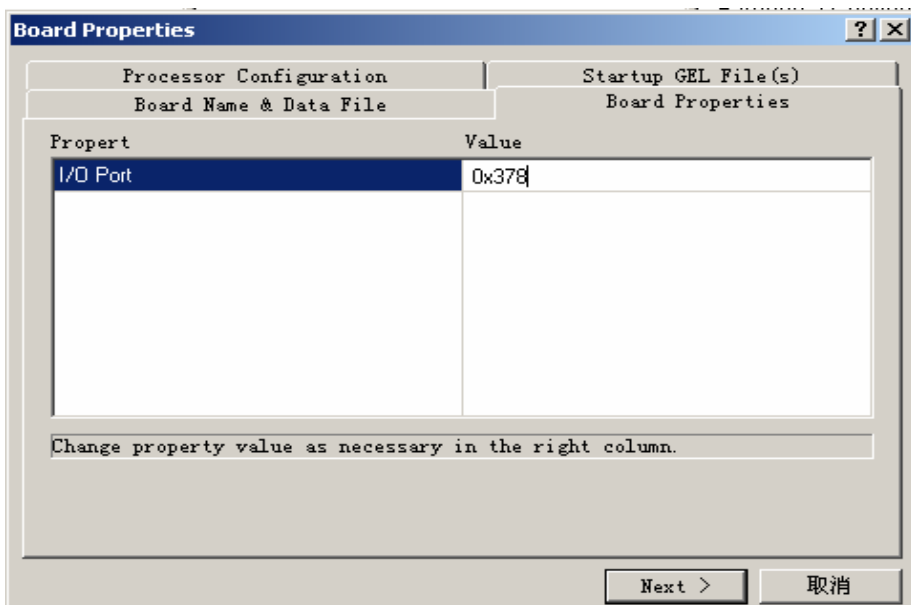 Board Properties
Processor Configuration
Startup GEL File(s)
Board Name & Data File
Board Properties
Propert
Value
I/O Port
0x378
Change property value as necessary in the right column.
Next >
取消